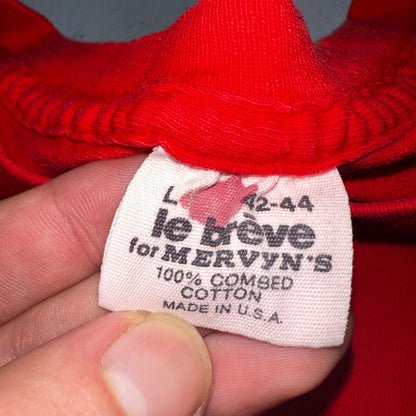 L 42-44
le brève
for MERVYN'S
100% COMBED
COTTON
MADE IN U.S.A.